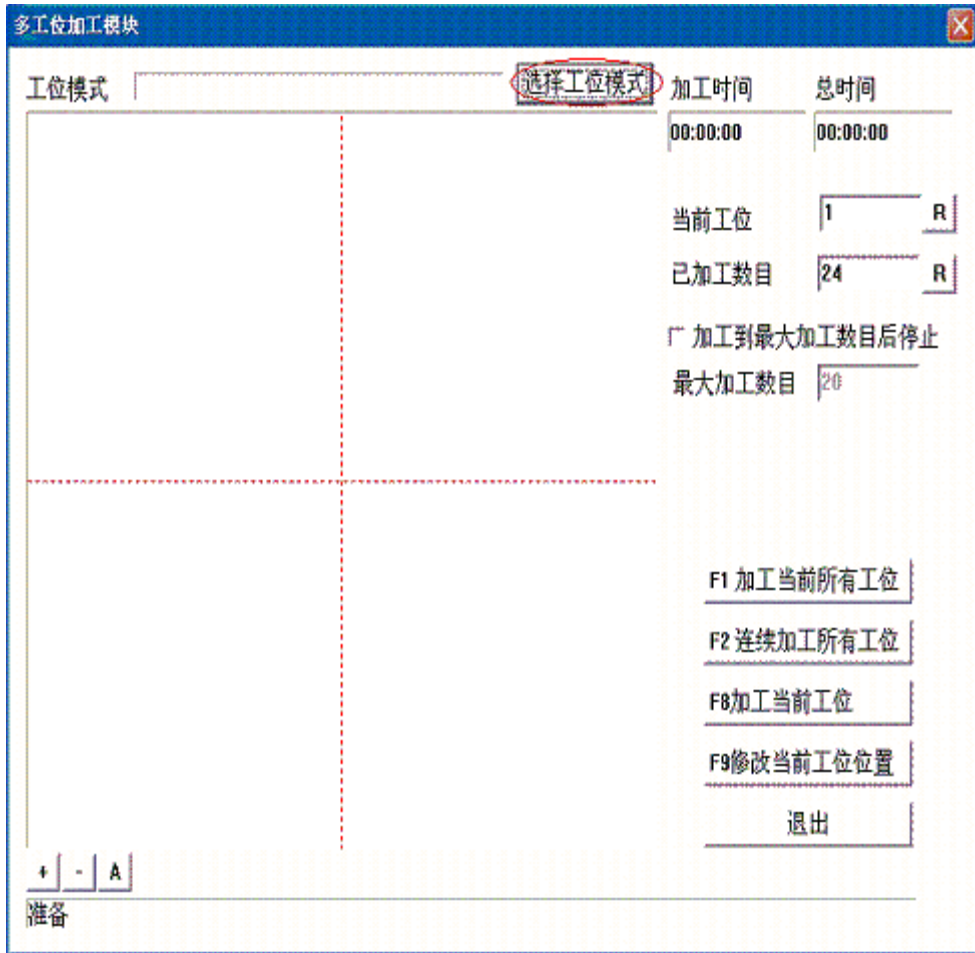 多工位加工模块
工位模式 选择工位模式 加工时间 总时间
00:00:00 00:00:00
当前工位 1 R
已加工数目 24 R
加工到最大加工数目后停止
最大加工数目 20
F1 加工当前所有工位
F2 连续加工所有工位
F8加工当前工位
F9修改当前工位位置
退出
+ - A
准备